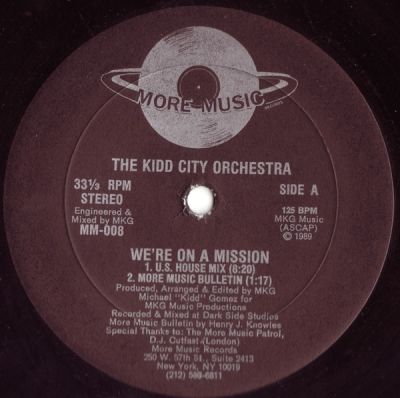 MORE MUSIC
RECORDS
THE KIDD CITY ORCHESTRA
33⅓ RPM
STEREO
Engineered &
Mixed by MKG
MM-008
SIDE A
125 BPM
MKG Music
(ASCAP)
© 1989
WE'RE ON A MISSION
1. U.S. HOUSE MIX (8:20)
2. MORE MUSIC BULLETIN (1:17)
Produced, Arranged & Edited by MKG
Michael "Kidd" Gomez for
MKG Music Productions
Recorded & Mixed at Dark Side Studios
More Music Bulletin by Henry J. Knowles
Special Thanks to: The More Music Patrol,
D.J. Outfast (London)
More Music Records
250 W. 57th St., Suite 2413
New York, NY 10019
(212) 586-6811